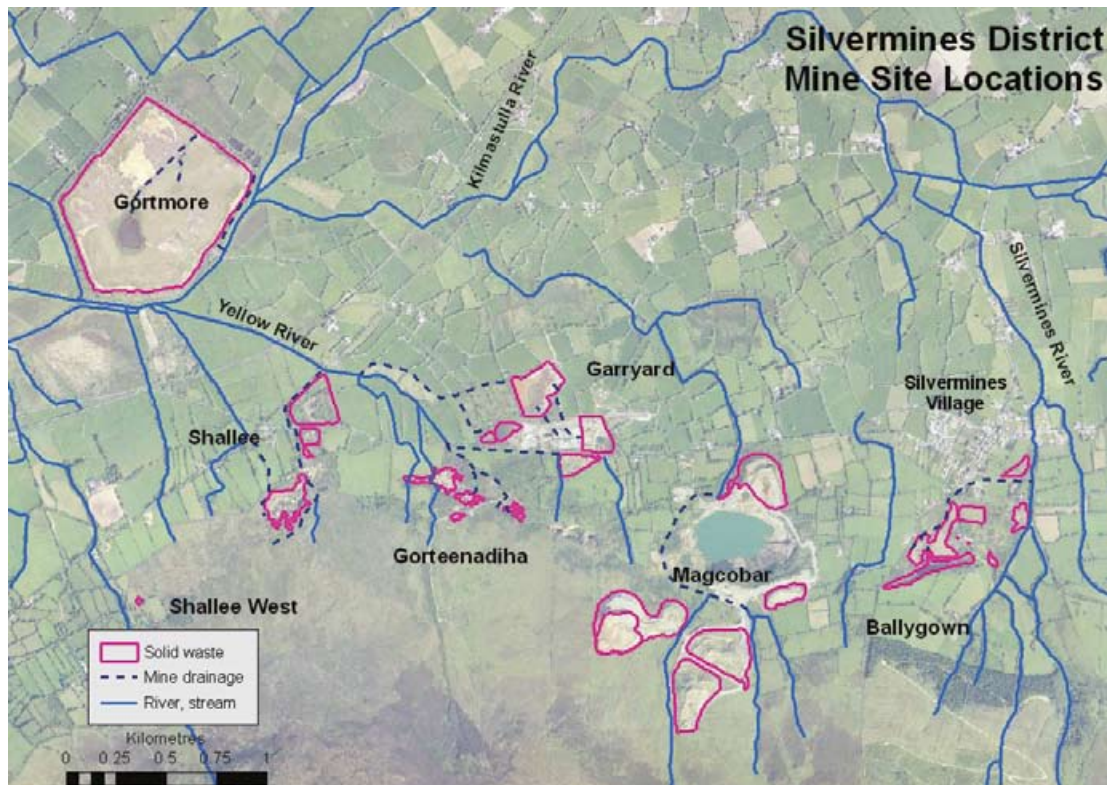 Silvermines District
Mine Site Locations
Kilmastulla River
Gortmore
Silvermines River
Yellow River
Garryard
Silvermines
Village
Shallee
Gorteenadiha
Magcobar
Shallee West
Ballygown
Solid waste
Mine drainage
River, stream
Kilometres
0 0.25 0.5 0.75 1